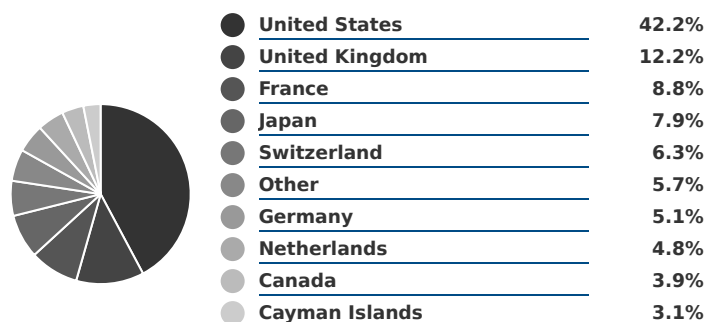 United States 42.2%
United Kingdom 12.2%
France 8.8%
Japan 7.9%
Switzerland 6.3%
Other 5.7%
Germany 5.1%
Netherlands 4.8%
Canada 3.9%
Cayman Islands 3.1%